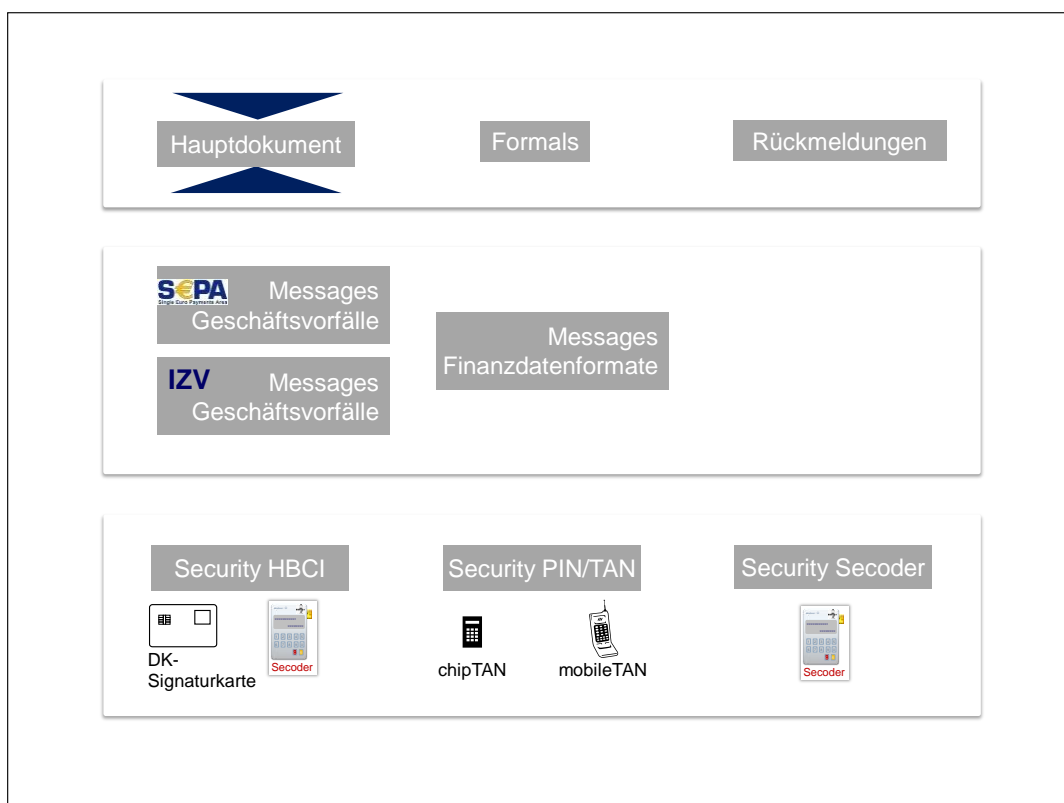 Hauptdokument
Formals
Rückmeldungen
S€PA
Single Euro Payments Area
Messages
Geschäftsvorfälle
IZV
Messages
Geschäftsvorfälle
Messages
Finanzdatenformate
Security HBCI
Security PIN/TAN
Security Secoder
DK-
Signaturkarte
Secoder
chipTAN
mobileTAN
Secoder